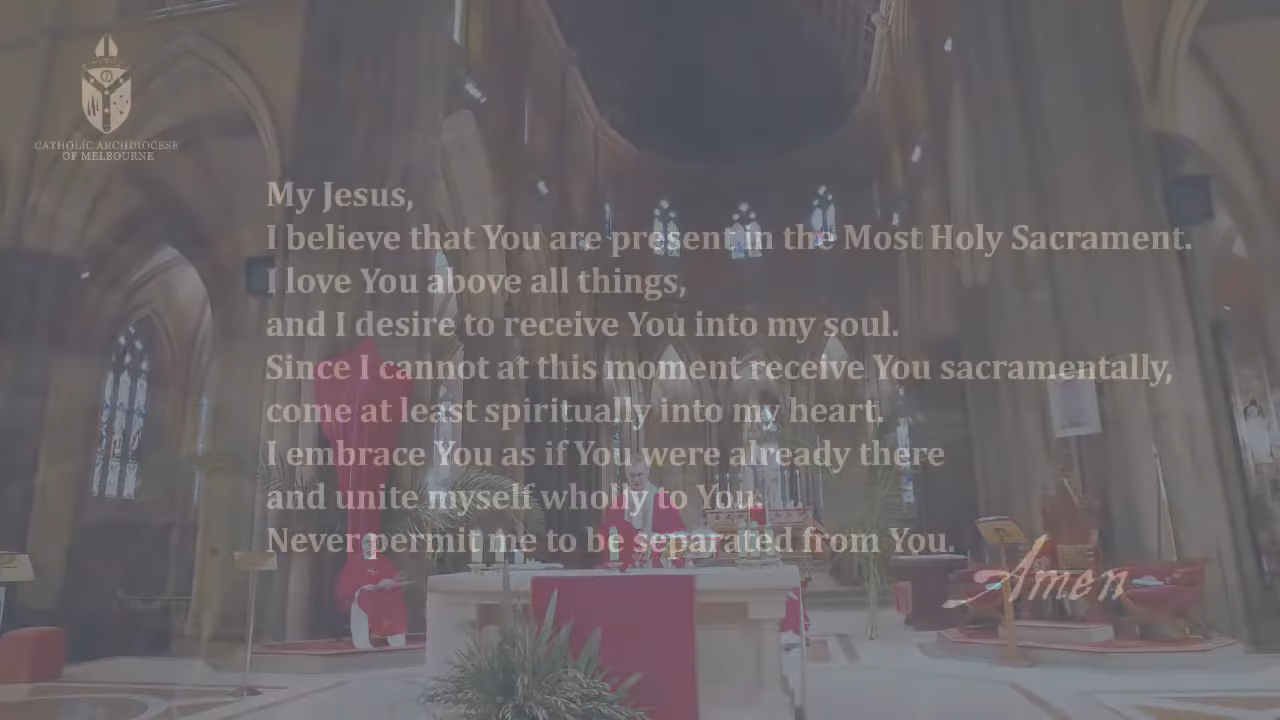 CATHOLIC ARCHDIOCESE
OF MELBOURNE
My Jesus,
I believe that You are present in the Most Holy Sacrament.
I love You above all things,
and I desire to receive You into my soul.
Since I cannot at this moment receive You sacramentally,
come at least spiritually into my heart.
I embrace You as if You were already there
and unite myself wholly to You.
Never permit me to be separated from You.
Amen